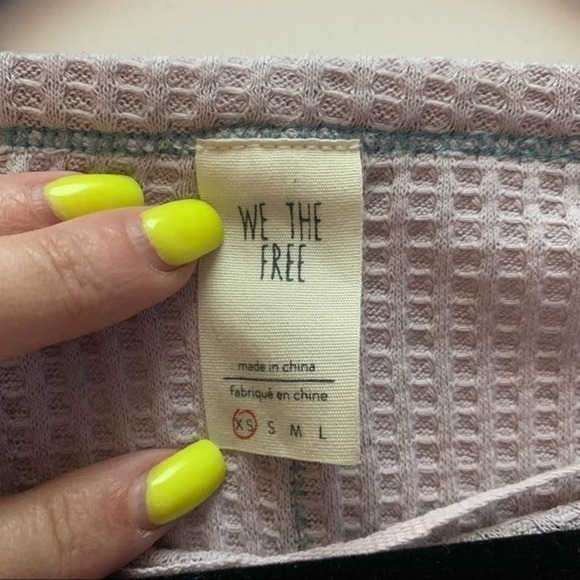 WE THE
FREE
made in china
fabriqué en chine
XS S M L